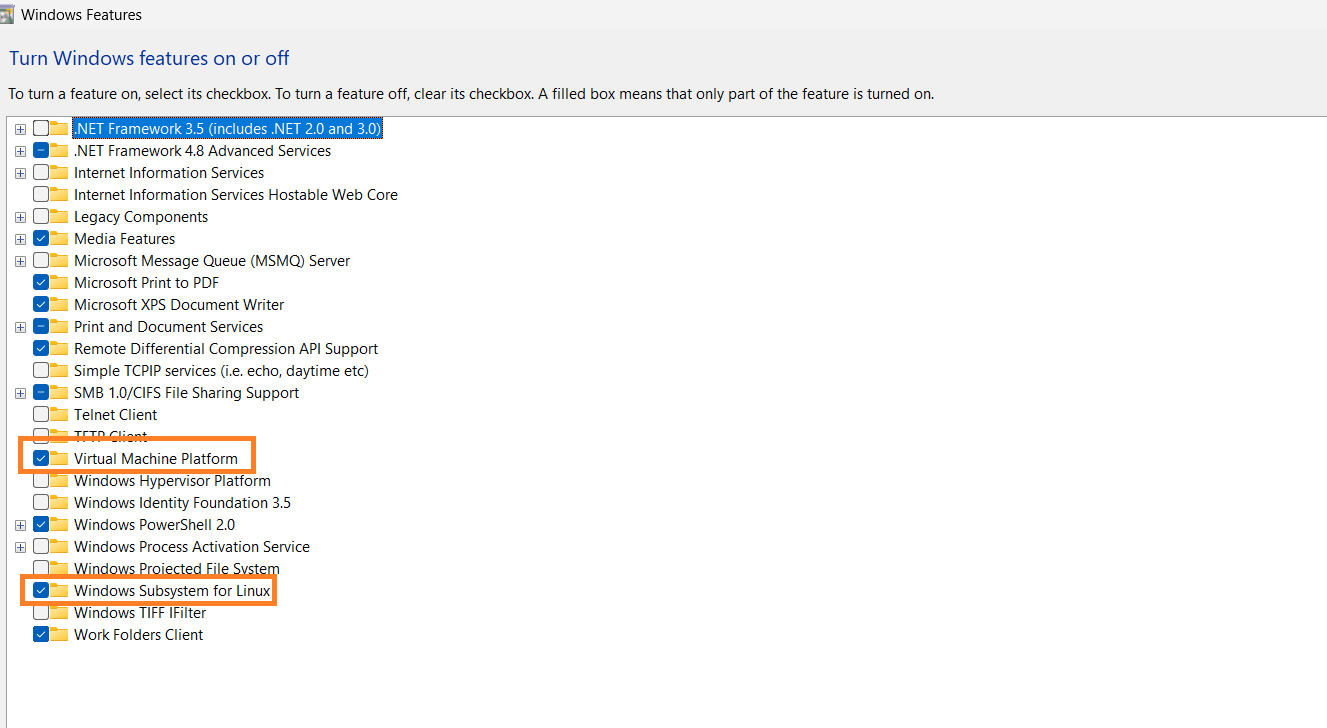 Windows Features
Turn Windows features on or off
To turn a feature on, select its checkbox. To turn a feature off, clear its checkbox. A filled box means that only part of the feature is turned on.
.NET Framework 3.5 (includes .NET 2.0 and 3.0)
.NET Framework 4.8 Advanced Services
Internet Information Services
Internet Information Services Hostable Web Core
Legacy Components
Media Features
Microsoft Message Queue (MSMQ) Server
Microsoft Print to PDF
Microsoft XPS Document Writer
Print and Document Services
Remote Differential Compression API Support
Simple TCPIP services (i.e. echo, daytime etc)
SMB 1.0/CIFS File Sharing Support
Telnet Client
TFTP Client
Virtual Machine Platform
Windows Hypervisor Platform
Windows Identity Foundation 3.5
Windows PowerShell 2.0
Windows Process Activation Service
Windows Projected File System
Windows Subsystem for Linux
Windows TIFF IFilter
Work Folders Client